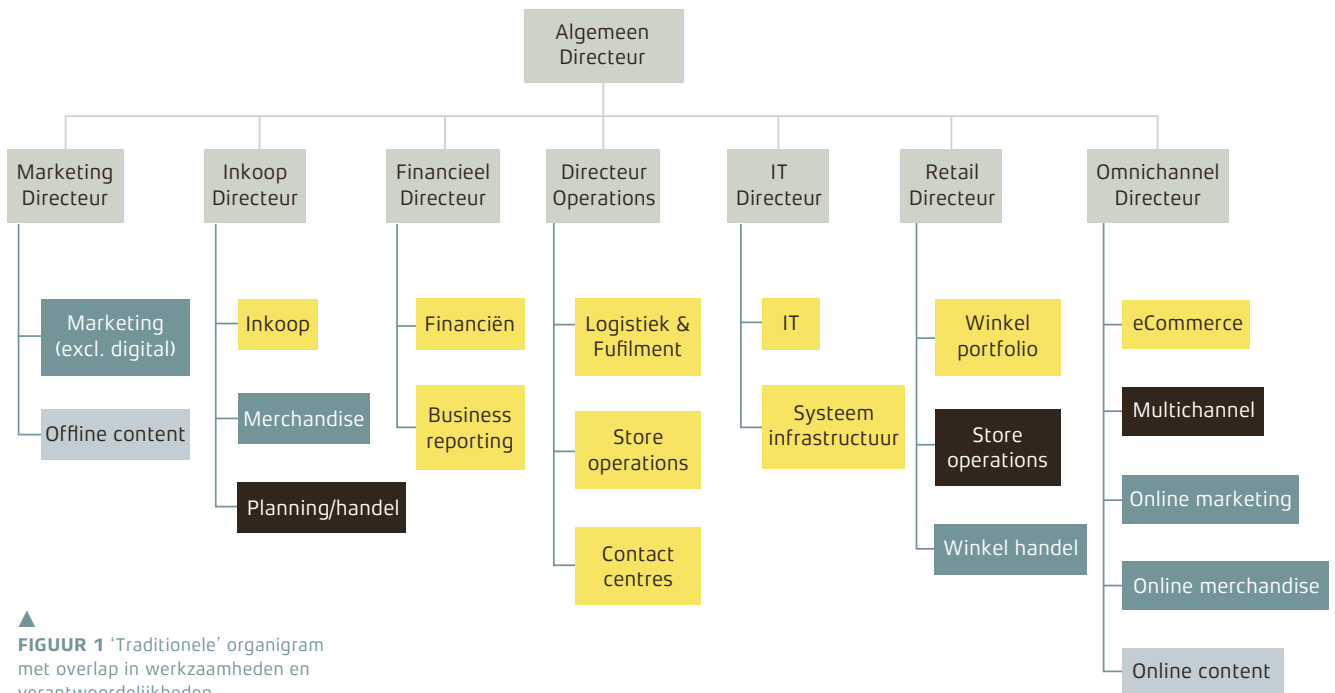 Algemeen
Directeur
Marketing
Directeur
Inkoop
Directeur
Financieel
Directeur
Directeur
Operations
IT
Directeur
Retail
Directeur
Omnichannel
Directeur
Marketing
(excl. digital)
Offline content
Inkoop
Merchandise
Planning/handel
Financiën
Business
reporting
Logistiek &
Fufilment
Store
operations
Contact
centres
IT
Systeem
infrastructuur
Winkel
portfolio
Store
operations
Winkel handel
eCommerce
Multichannel
Online marketing
Online merchandise
Online content
FIGUUR 1 ‘Traditionele’ organigram
met overlap in werkzaamheden en
verantwoordelijkheden